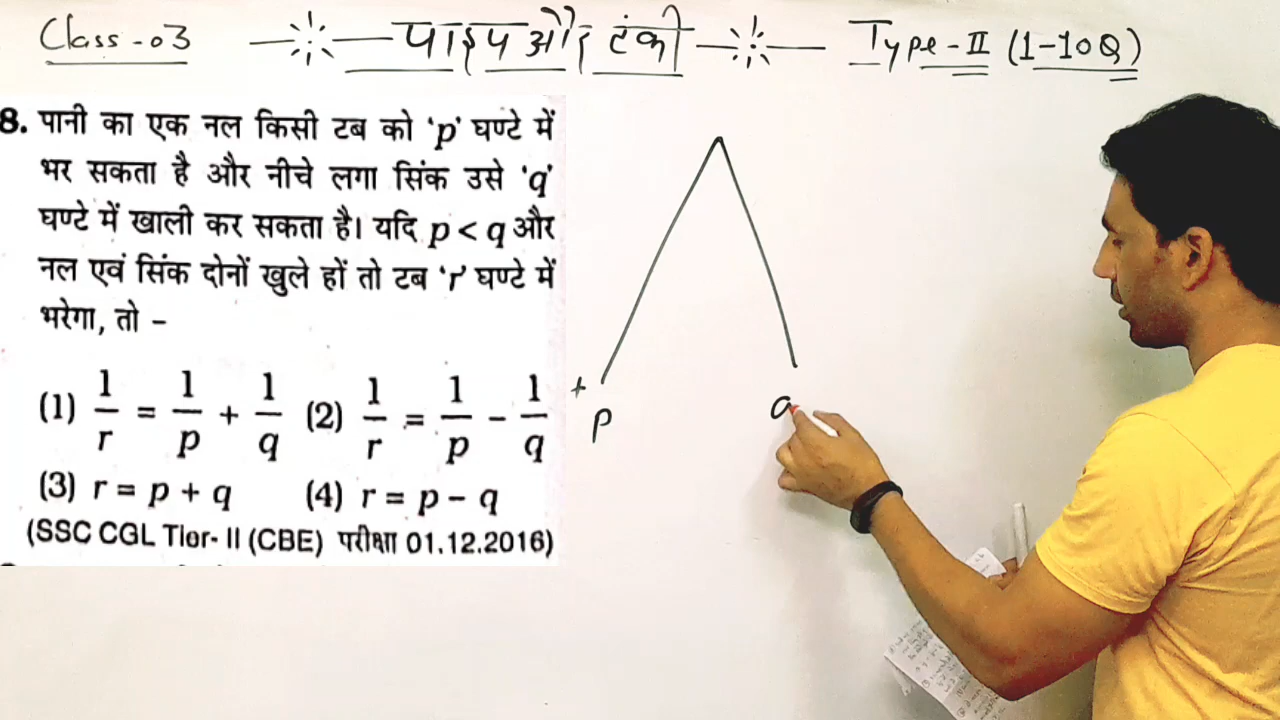 Class-03 पाइप और टंकी Type-II (1-10Q)
8. पानी का एक नल किसी टब को 'p' घण्टे में
भर सकता है और नीचे लगा सिंक उसे 'q'
घण्टे में खाली कर सकता है। यदि p < q और
नल एवं सिंक दोनों खुले हों तो टब 'r' घण्टे में
भरेगा, तो –
(1) 1/r = 1/p + 1/q (2) 1/r = 1/p − 1/q
(3) r = p + q (4) r = p − q
(SSC CGL Tier-II (CBE) परीक्षा 01.12.2016)
+
P